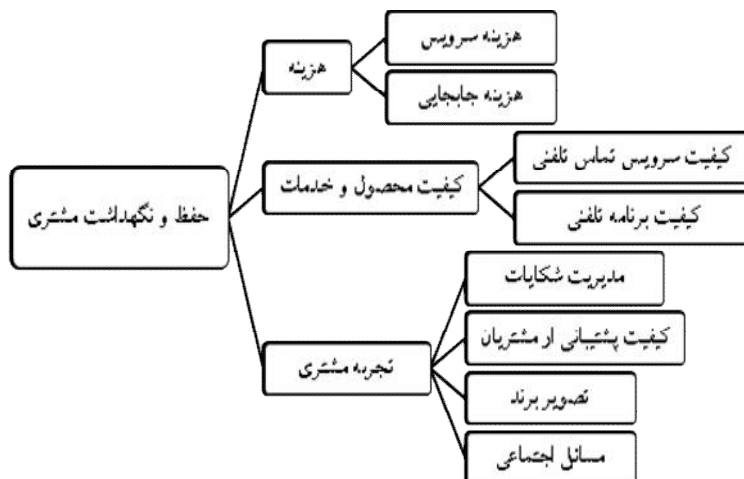 حفظ و نگهداشت مشتری
هزینه
هزینه سرویس
هزینه جابجایی
کیفیت محصول و خدمات
کیفیت سرویس تماس تلفنی
کیفیت برنامه تلفنی
تجربه مشتری
مدیریت شکایات
کیفیت پشتیبانی ار مشتریان
تصویر برند
مسائل اجتماعی